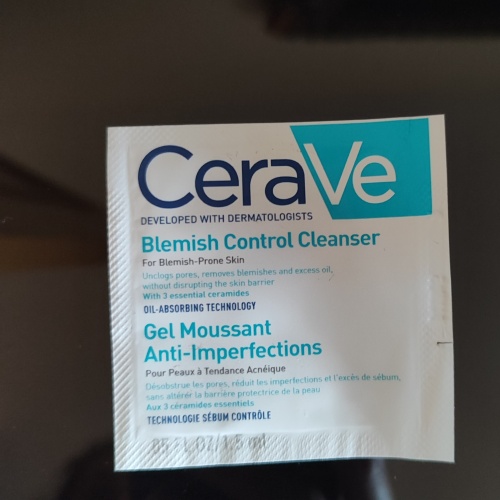 CeraVe
DEVELOPED WITH DERMATOLOGISTS
Blemish Control Cleanser
For Blemish-Prone Skin
Unclogs pores, removes blemishes and excess oil,
without disrupting the skin barrier
With 3 essential ceramides
OIL-ABSORBING TECHNOLOGY
Gel Moussant
Anti-Imperfections
Pour Peaux à Tendance Acnéique
Désobstrue les pores, réduit les imperfections et l'excés de sébum,
sans altérér la barrière protectrice de la peau
Aux 3 céramides essentiels
TECHNOLOGIE SÉBUM CONTRÔLE